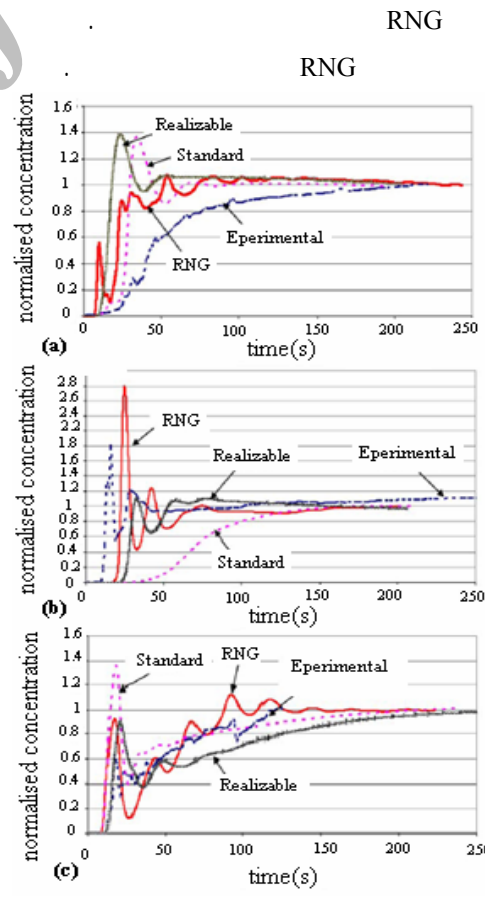 . RNG
. RNG
normalised concentration
1.6
1.4
1.2
1
0.8
0.6
0.4
0.2
0
Realizable
Standard
Eperimental
RNG
0 50 100 150 200 250
(a) time(s)
normalised concentration
2.8
2.6
2.4
2.2
1.8
1.6
1.4
1.2
1
0.8
0.6
0.4
0.2
0
RNG
Realizable
Eperimental
Standard
0 50 100 150 200 250
(b) time(s)
normalised concentration
1.6
1.4
1.2
1
0.8
0.6
0.4
0.2
0
Standard
RNG
Eperimental
Realizable
0 50 100 150 200 250
(c) time(s)